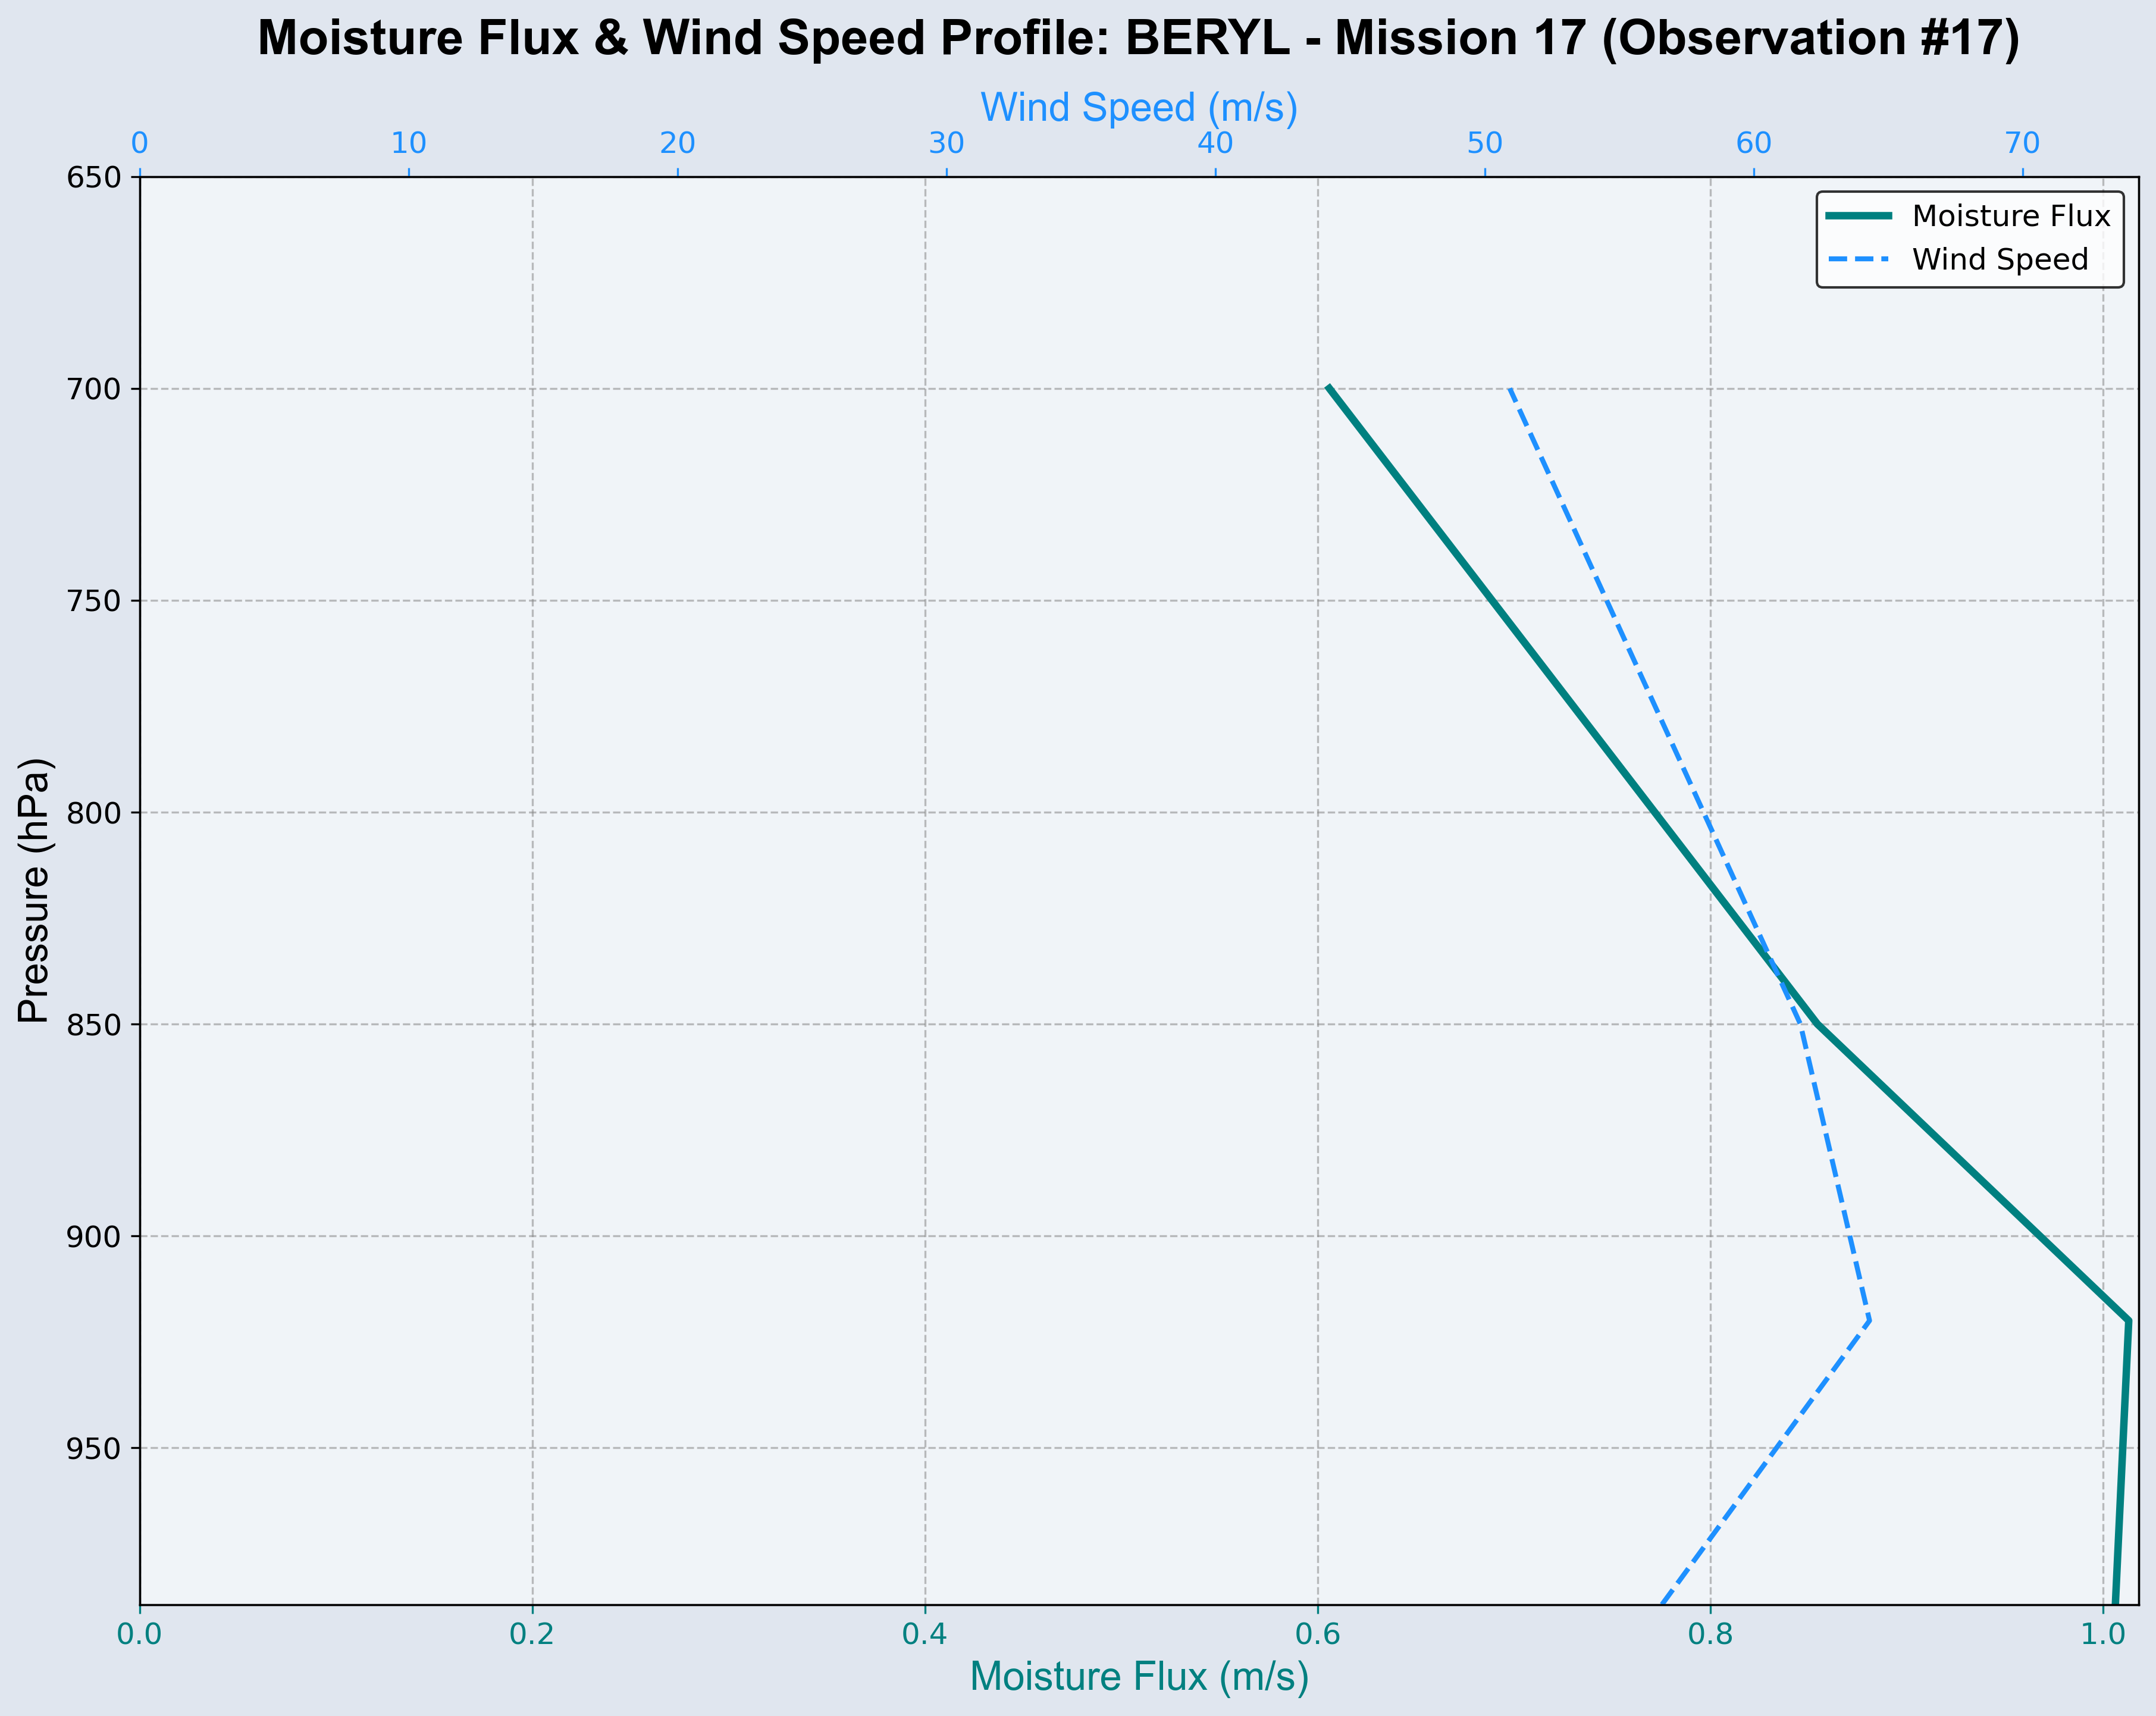 Moisture Flux & Wind Speed Profile: BERYL - Mission 17 (Observation #17)
Wind Speed (m/s)
0 10 20 30 40 50 60 70
Moisture Flux
Wind Speed
650
700
750
800
850
900
950
Pressure (hPa)
0.0 0.2 0.4 0.6 0.8 1.0
Moisture Flux (m/s)